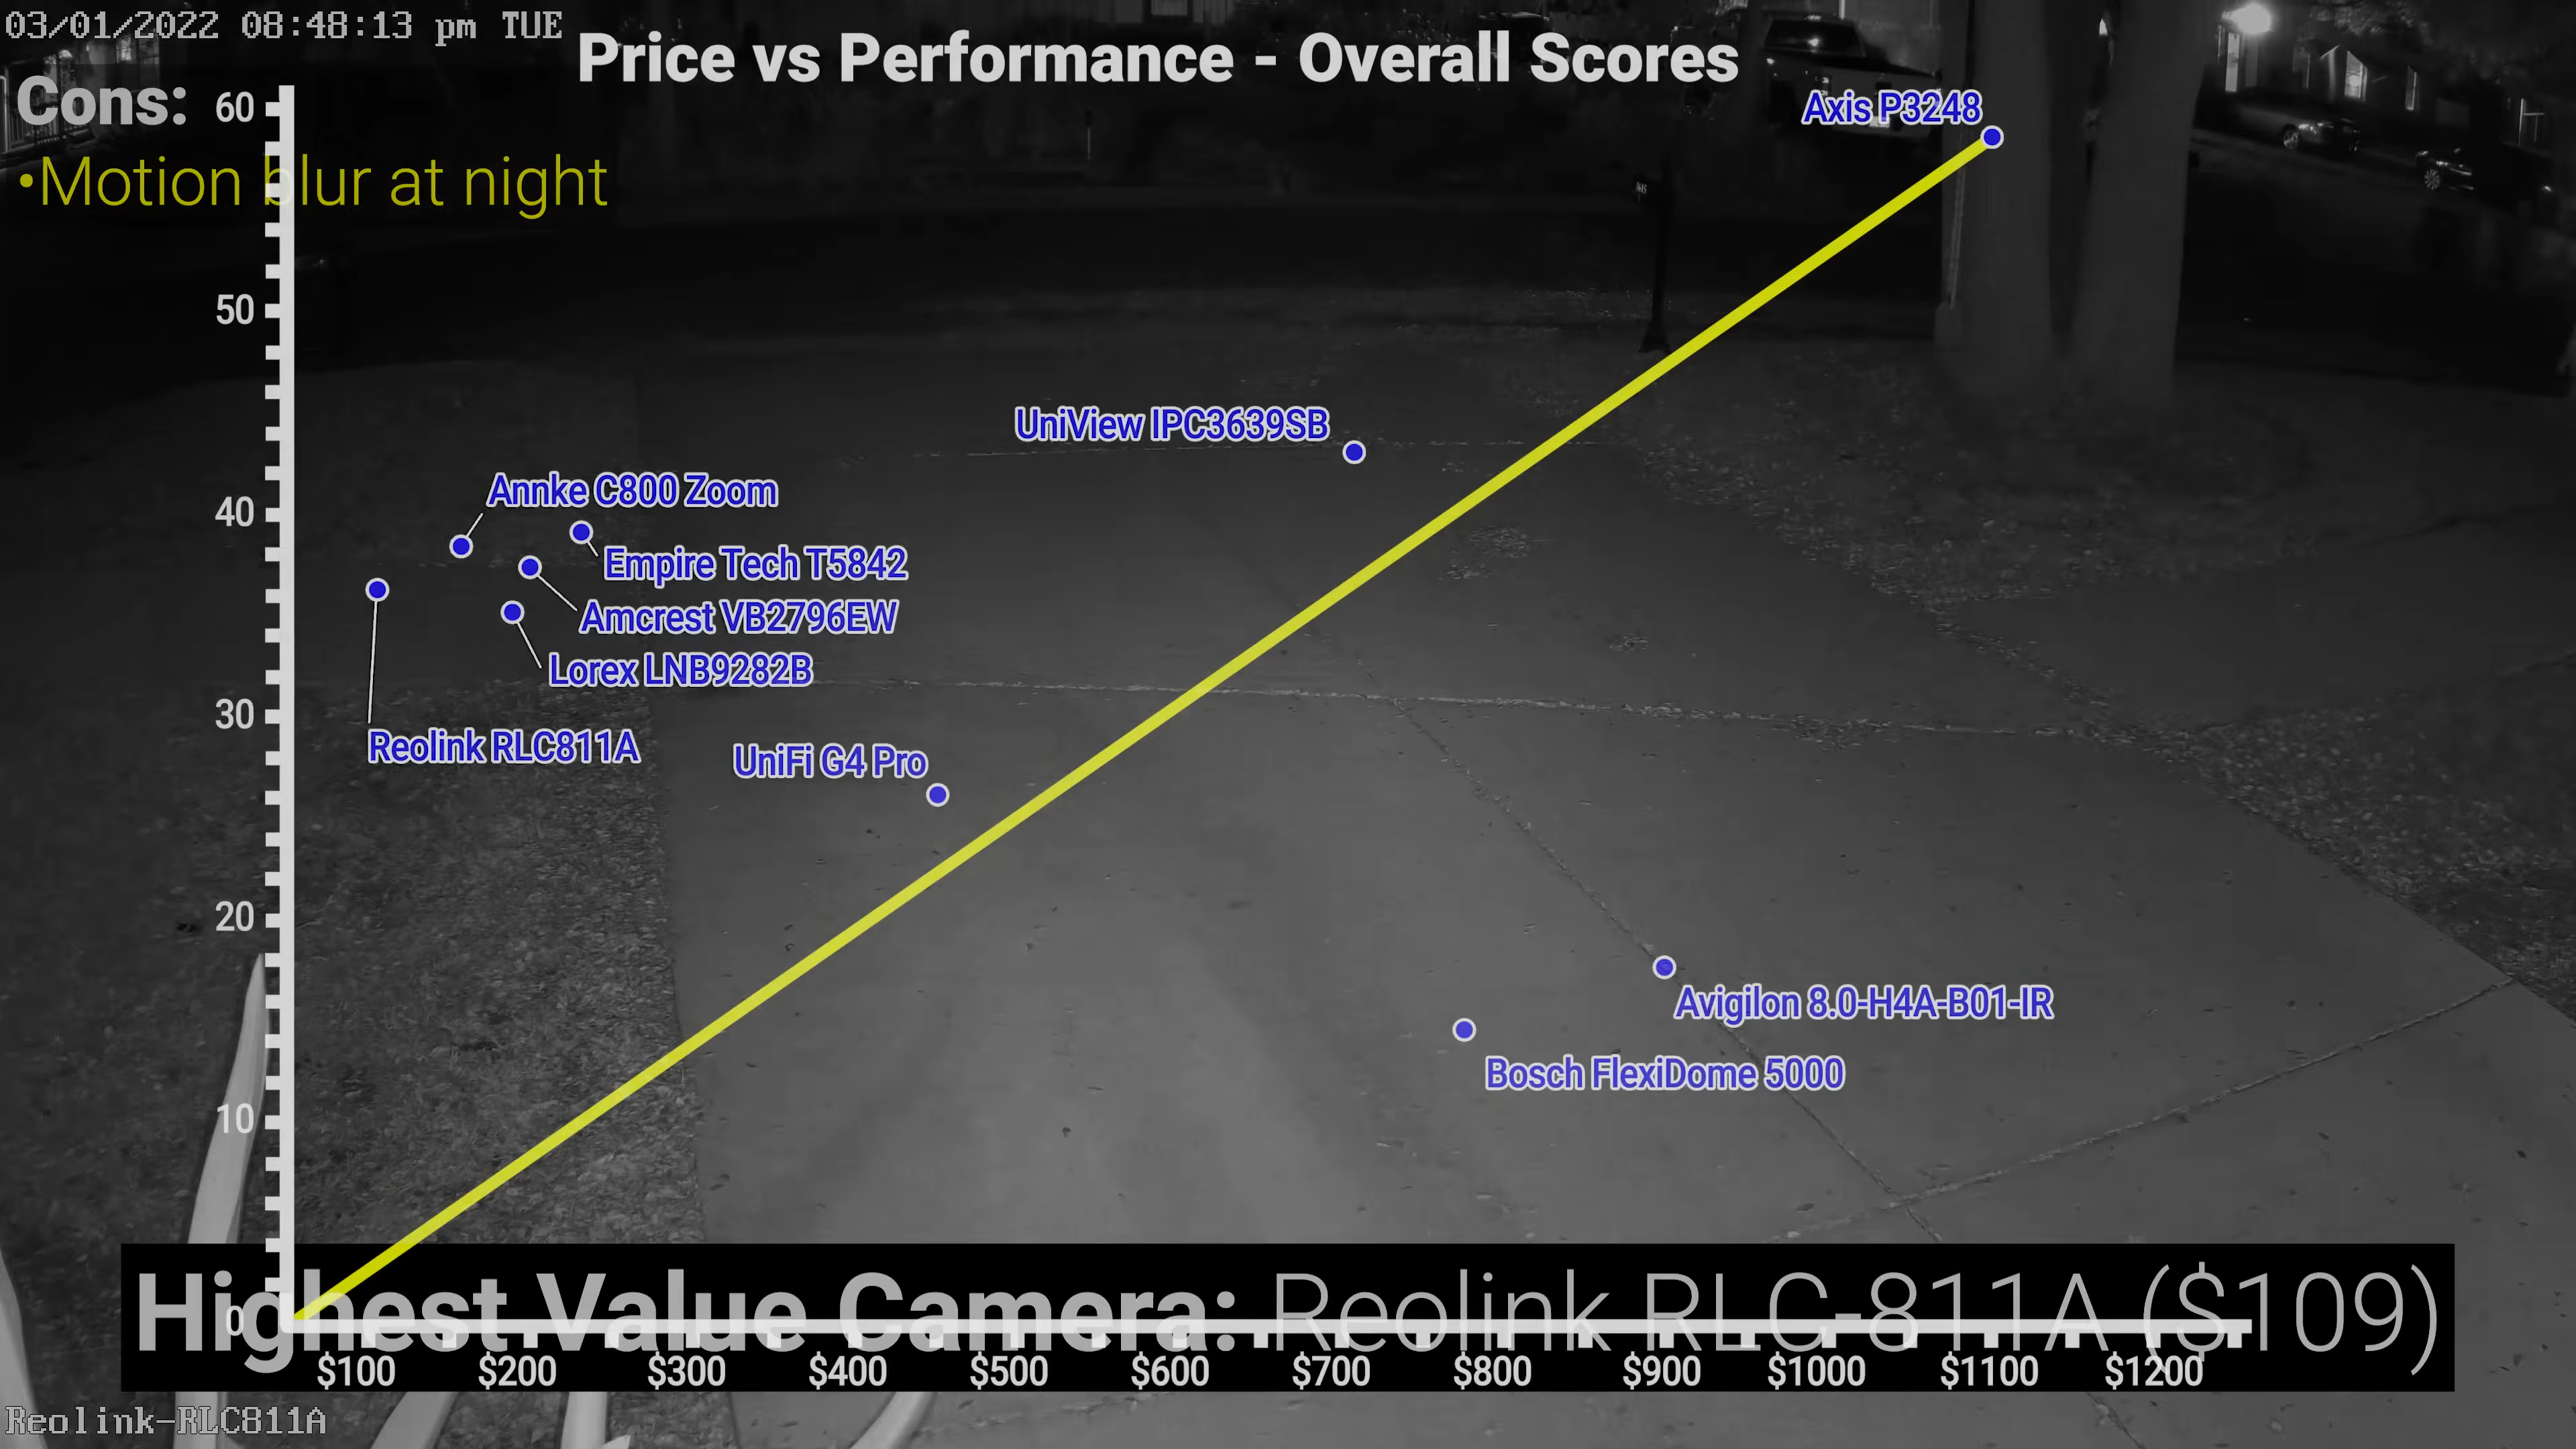 03/01/2022 08:48:13 pm TUE
Price vs Performance - Overall Scores
Cons:
•Motion blur at night
60
50
40
30
20
10
0
Axis P3248
UniView IPC3639SB
Annke C800 Zoom
Empire Tech T5842
Amcrest VB2796EW
Lorex LNB9282B
Reolink RLC811A
UniFi G4 Pro
Avigilon 8.0-H4A-B01-IR
Bosch FlexiDome 5000
Highest Value Camera: Reolink RLC-811A ($109)
$100 $200 $300 $400 $500 $600 $700 $800 $900 $1000 $1100 $1200
Reolink-RLC811A